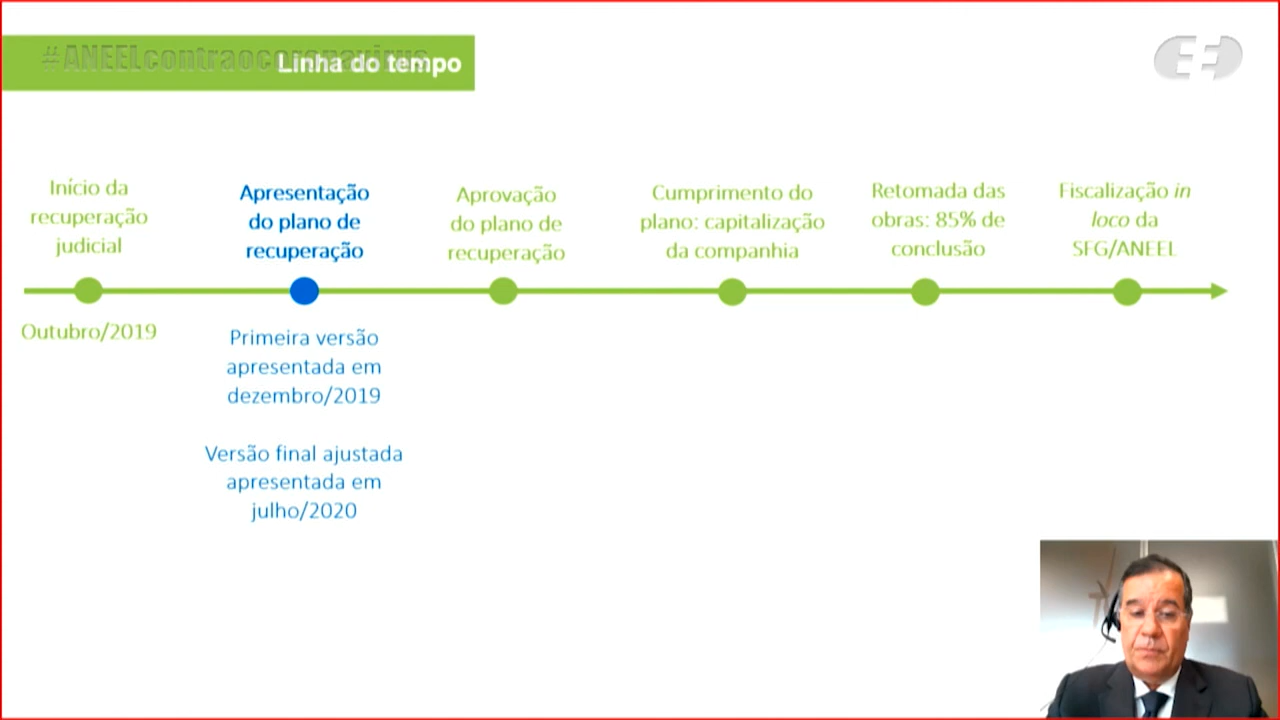 #ANEELcontraocoronavirus
Linha do tempo
Início da
recuperação
judicial
Apresentação
do plano de
recuperação
Aprovação
do plano de
recuperação
Cumprimento do
plano: capitalização
da companhia
Retomada das
obras: 85% de
conclusão
Fiscalização in
loco da
SFG/ANEEL
Outubro/2019
Primeira versão
apresentada em
dezembro/2019
Versão final ajustada
apresentada em
julho/2020